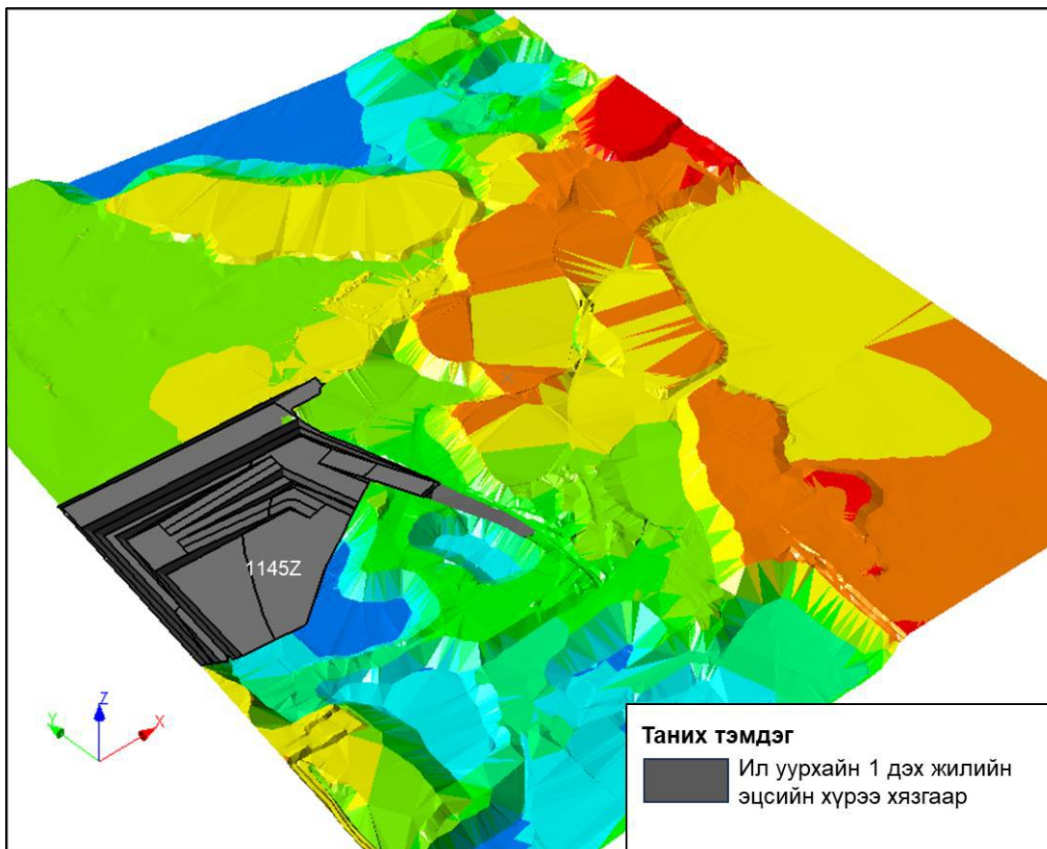 1145Z
Z
Y
X
Таних тэмдэг
Ил уурхайн 1 дэх жилийн
эцсийн хүрээ хязгаар